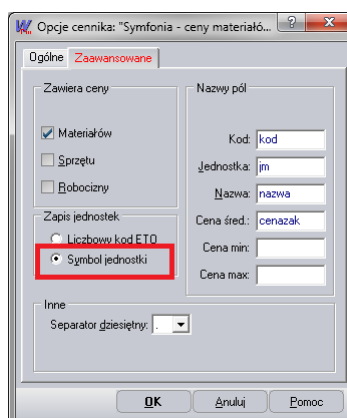 Opcje cennika: "Symfonia - ceny materiałó...
Ogólne Zaawansowane
Zawiera ceny
Materiałów
Sprzętu
Robocizny
Zapis jednostek
Liczbowy kod ETO
Symbol jednostki
Nazwy pól
Kod: kod
Jednostka: jm
Nazwa: nazwa
Cena śred.: cenazak
Cena min:
Cena max:
Inne
Separator dziesiętny: .
OK Anuluj Pomoc